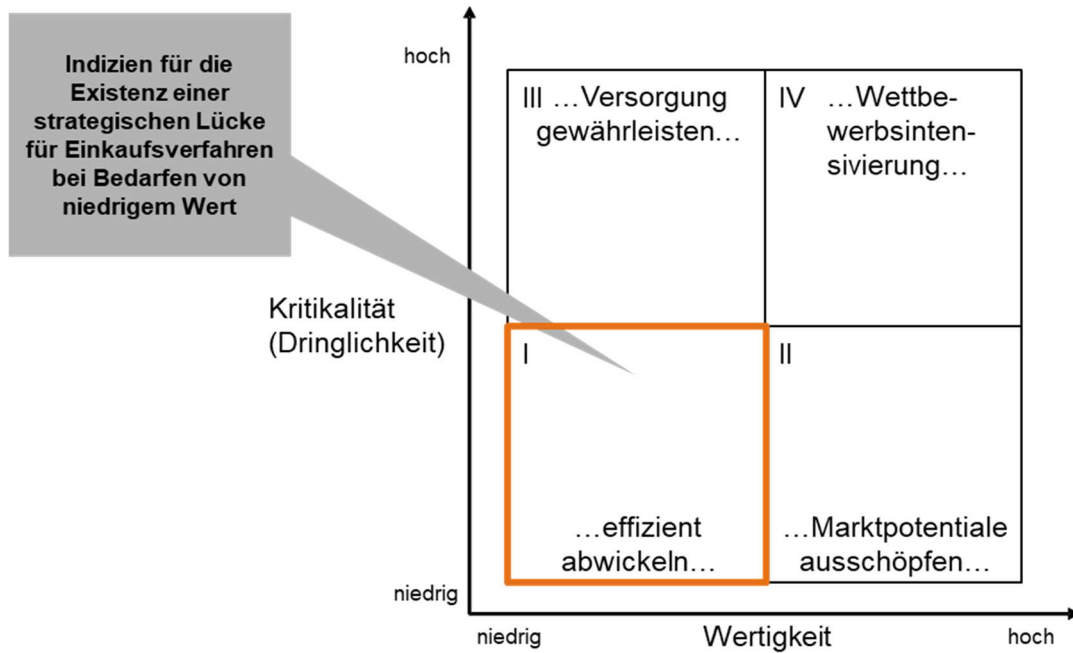 Indizien für die
Existenz einer
strategischen Lücke
für Einkaufsverfahren
bei Bedarfen von
niedrigem Wert
hoch
III …Versorgung
gewährleisten…
IV …Wettbe-
werbsinten-
sivierung…
Kritikalität
(Dringlichkeit)
I
II
…effizient
abwickeln…
…Marktpotentiale
ausschöpfen…
niedrig
niedrig
Wertigkeit
hoch